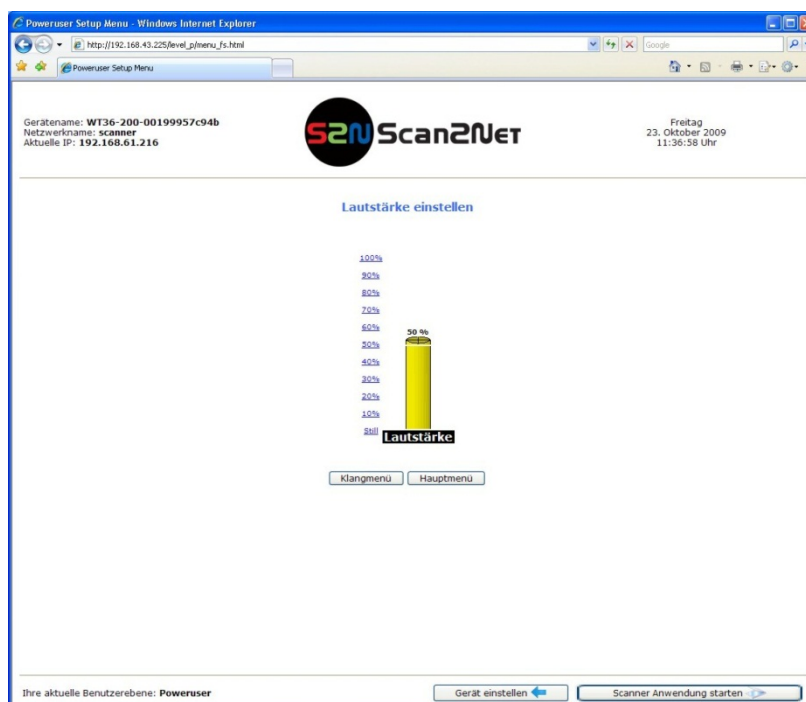 Poweruser Setup Menu - Windows Internet Explorer
http://192.168.43.225/level_p/menu_fs.html
Google
Poweruser Setup Menu
Gerätename: WT36-200-00199957c94b
Netzwerkname: scanner
Aktuelle IP: 192.168.61.216
S2N Scan2Net
Freitag
23. Oktober 2009
11:36:58 Uhr
Lautstärke einstellen
100%
90%
80%
70%
60%
50 %
50%
40%
30%
20%
10%
Still
Lautstärke
Klangmenü Hauptmenü
Ihre aktuelle Benutzerebene: Poweruser
Gerät einstellen
Scanner Anwendung starten